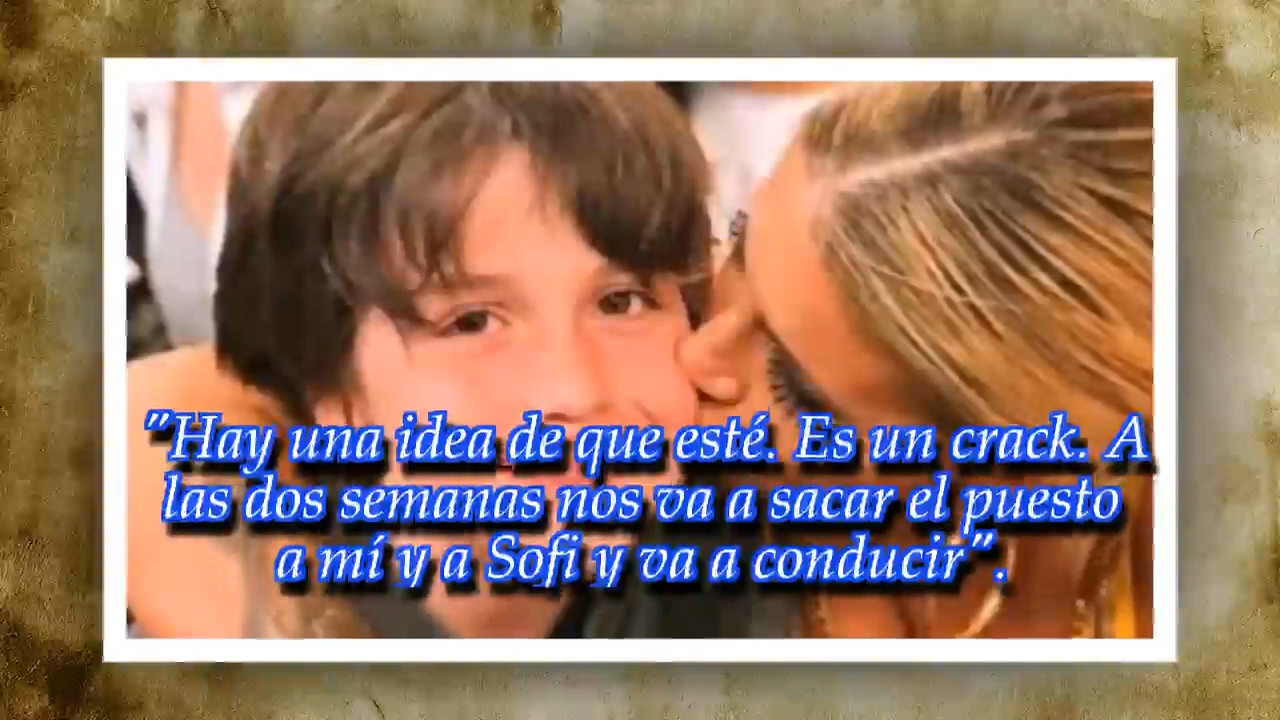 "Hay una idea de que esté. Es un crack. A
las dos semanas nos va a sacar el puesto
a mí y a Sofi y va a conducir".